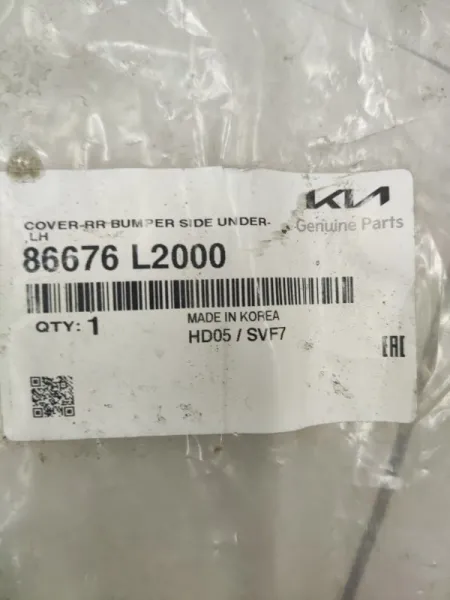 KIA
Genuine Parts
COVER-RR BUMPER SIDE UNDER.
,LH
86676 L2000
QTY: 1
MADE IN KOREA
HD05 / SVF7
EAC